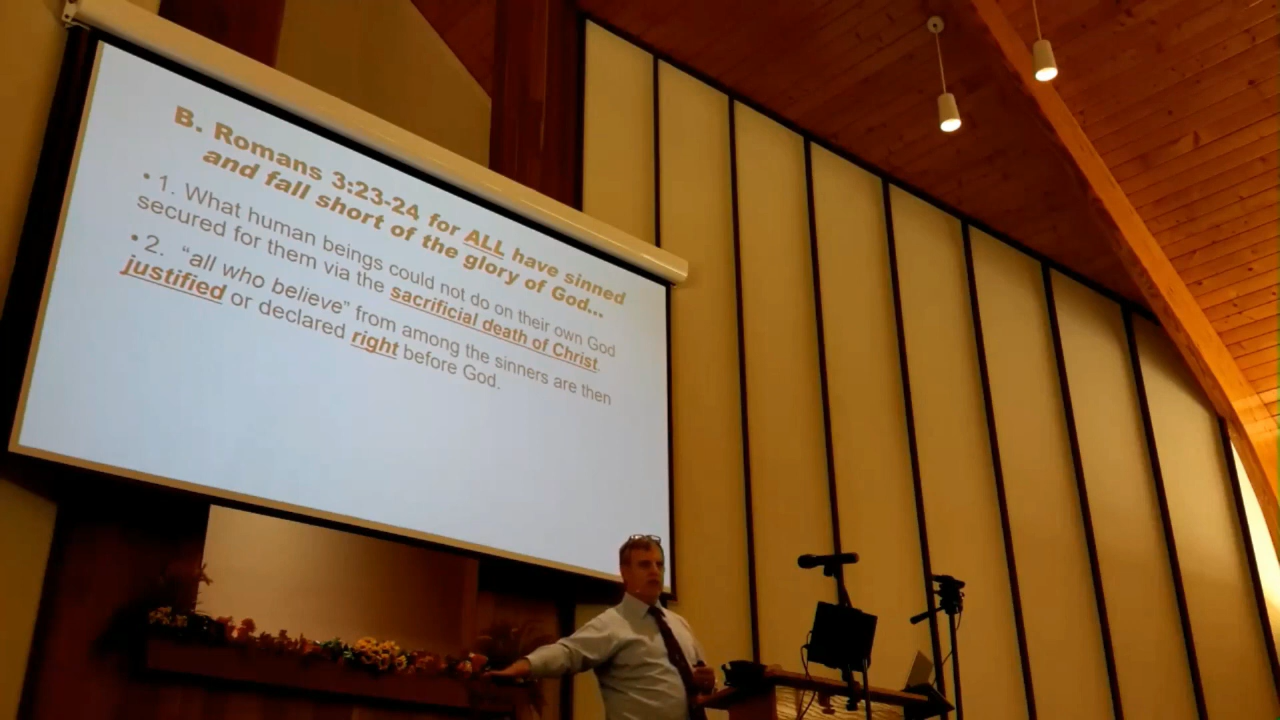 B. Romans 3:23-24 for ALL have sinned
and fall short of the glory of God...
• 1. What human beings could not do on their own God
secured for them via the sacrificial death of Christ.
• 2. “all who believe” from among the sinners are then
justified or declared right before God.